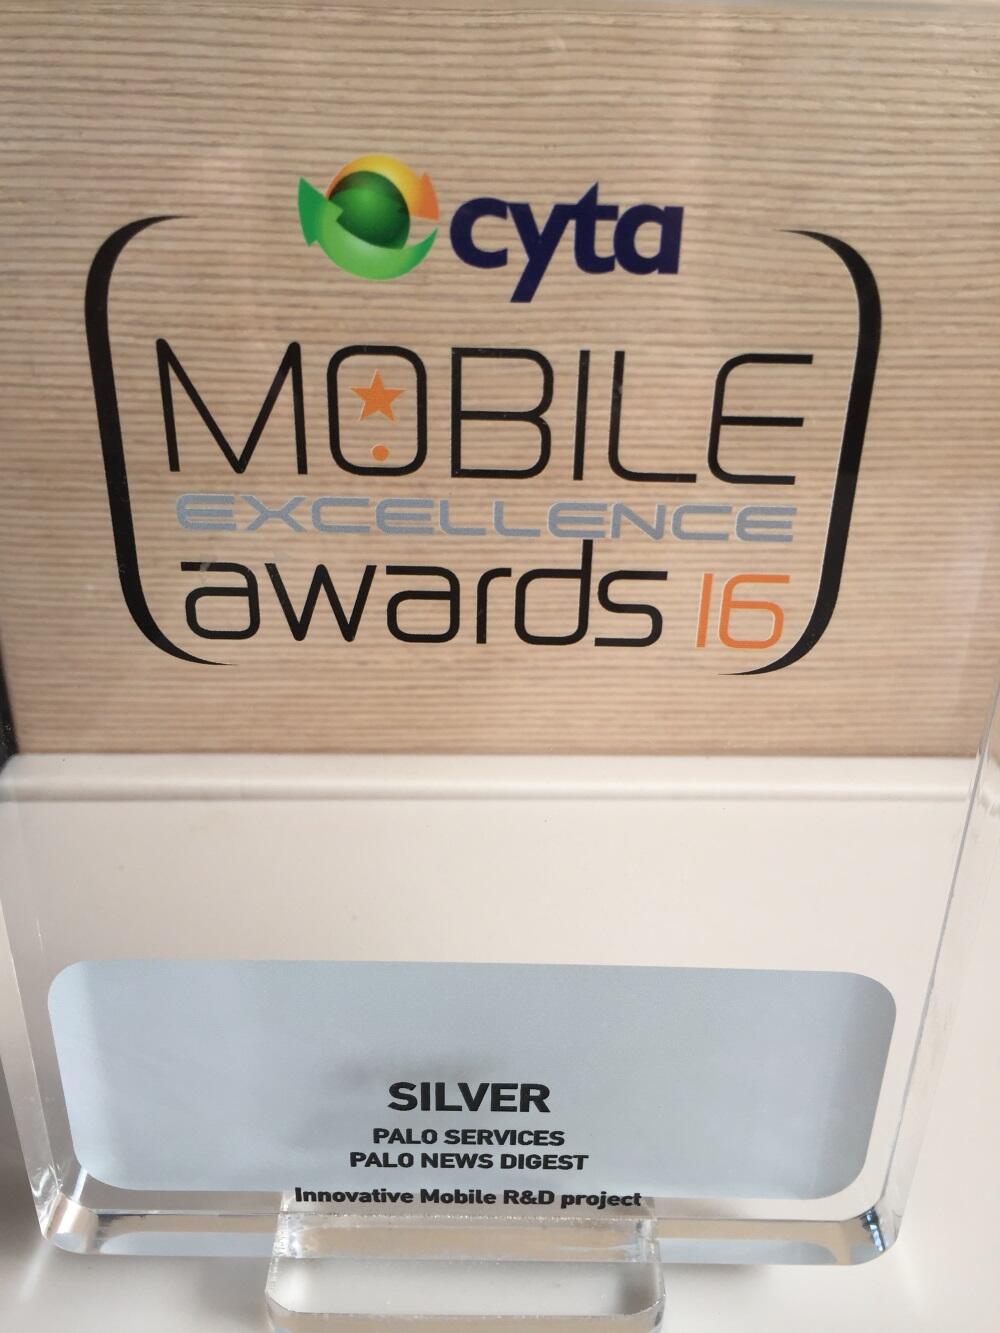 cyta
MOBILE
EXCELLENCE
awards 16
SILVER
PALO SERVICES
PALO NEWS DIGEST
Innovative Mobile R&D project